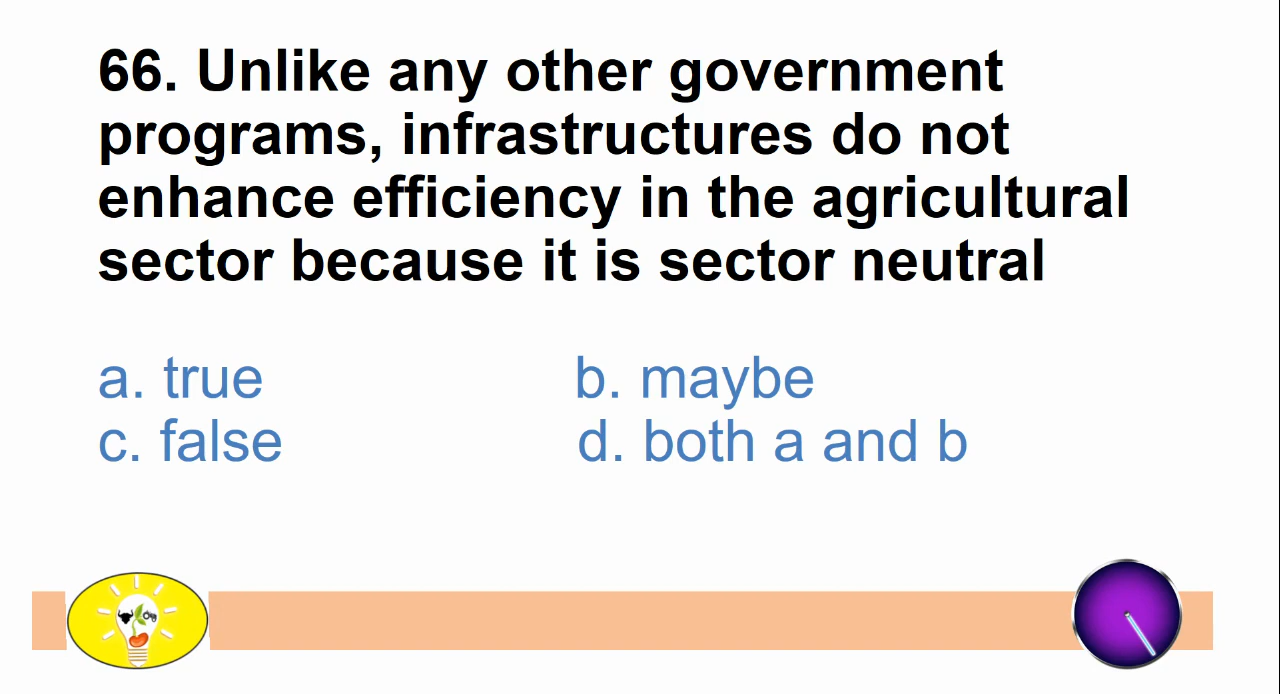 66. Unlike any other government
programs, infrastructures do not
enhance efficiency in the agricultural
sector because it is sector neutral
a. true b. maybe
c. false d. both a and b